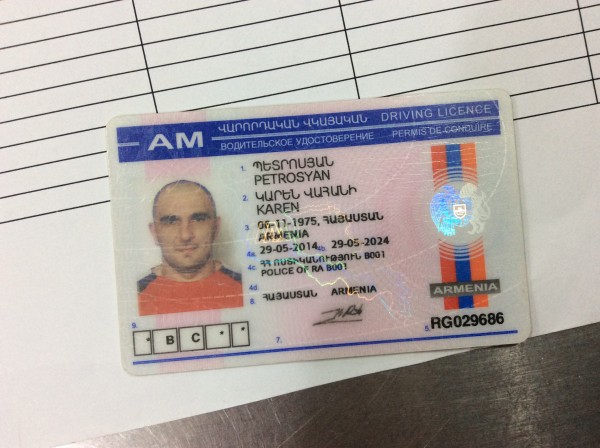 AM
ՎԱՐՈՐԴԱԿԱՆ ՎԿԱՅԱԿԱՆ DRIVING LICENCE
ВОДИТЕЛЬСКОЕ УДОСТОВЕРЕНИЕ PERMIS DE CONDUIRE
1. ՊԵՏՐՈՍՅԱՆ
PETROSYAN
2. ԿԱՐԵՆ ՎԱՀԱՆԻ
KAREN
3. 06-11-1975, ՀԱՅԱՍՏԱՆ
ARMENIA
4a. 29-05-2014 4b. 29-05-2024
4c. ՀՀ ՈՍՏԻԿԱՆՈՒԹՅՈՒՆ B001
POLICE OF RA B001
4d.
8. ՀԱՅԱՍՏԱՆ ARMENIA
ARMENIA
9. * B C * *
7.
5. RG029686